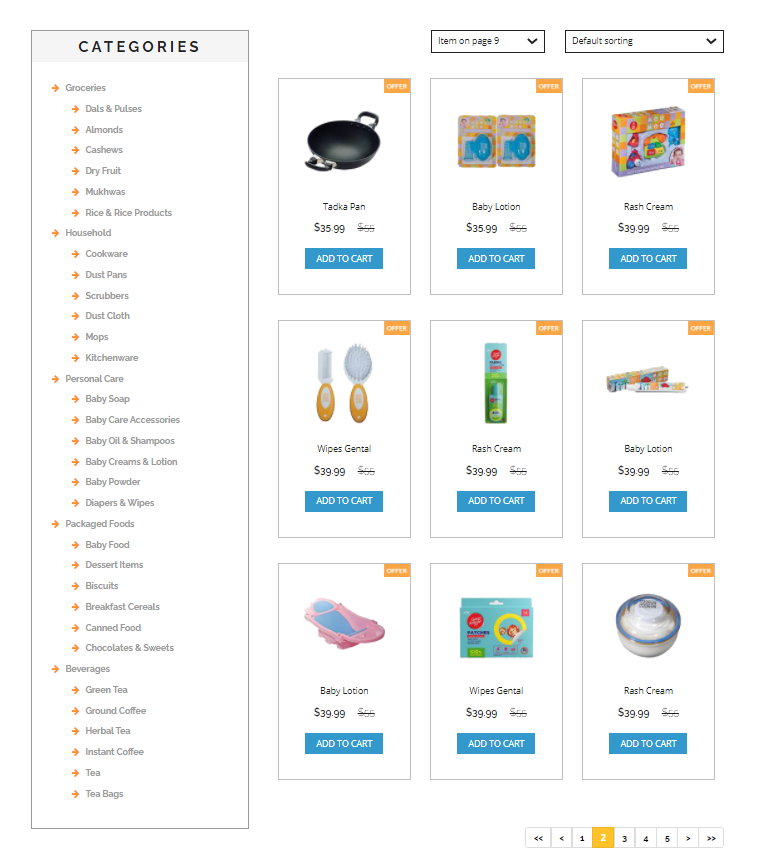 CATEGORIES
Groceries
Dals & Pulses
Almonds
Cashews
Dry Fruit
Mukhwas
Rice & Rice Products
Household
Cookware
Dust Pans
Scrubbers
Dust Cloth
Mops
Kitchenware
Personal Care
Baby Soap
Baby Care Accessories
Baby Oil & Shampoos
Baby Creams & Lotion
Baby Powder
Diapers & Wipes
Packaged Foods
Baby Food
Dessert Items
Biscuits
Breakfast Cereals
Canned Food
Chocolates & Sweets
Beverages
Green Tea
Ground Coffee
Herbal Tea
Instant Coffee
Tea
Tea Bags
Item on page 9
Default sorting
OFFER
Tadka Pan
$35.99 $55
ADD TO CART
OFFER
Baby Lotion
$35.99 $55
ADD TO CART
OFFER
Rash Cream
$39.99 $55
ADD TO CART
OFFER
Wipes Gental
$39.99 $55
ADD TO CART
OFFER
Rash Cream
$39.99 $55
ADD TO CART
OFFER
Baby Lotion
$39.99 $55
ADD TO CART
OFFER
Baby Lotion
$39.99 $55
ADD TO CART
OFFER
PATCHES
Wipes Gental
$39.99 $55
ADD TO CART
OFFER
Rash Cream
$39.99 $55
ADD TO CART
<< < 1 2 3 4 5 > >>